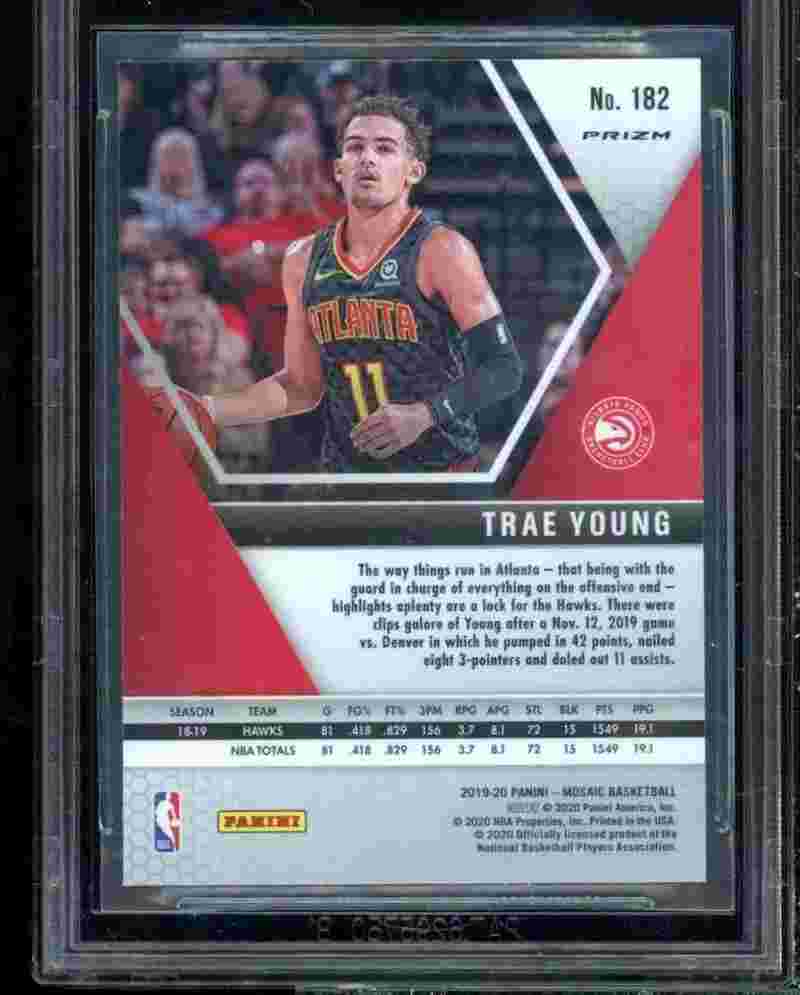 No. 182
PRIZM
ATLANTA
11
TRAE YOUNG
The way things run in Atlanta – that being with the
guard in charge of everything on the offensive end –
highlights aplenty are a lock for the Hawks. There were
clips galore of Young after a Nov. 12, 2019 game
vs. Denver in which he pumped in 42 points, nailed
eight 3-pointers and doled out 11 assists.
SEASON TEAM G FG% FT% 3PM RPG APG STL BLK PTS PPG
18-19 HAWKS 81 .418 .829 156 3.7 8.1 72 15 1549 19.1
NBA TOTALS 81 .418 .829 156 3.7 8.1 72 15 1549 19.1
2019-20 PANINI – MOSAIC BASKETBALL
© 2020 Panini America, Inc.
© 2020 NBA Properties, Inc. Printed in the USA.
© 2020 Officially licensed product of the
National Basketball Players Association.
PANINI